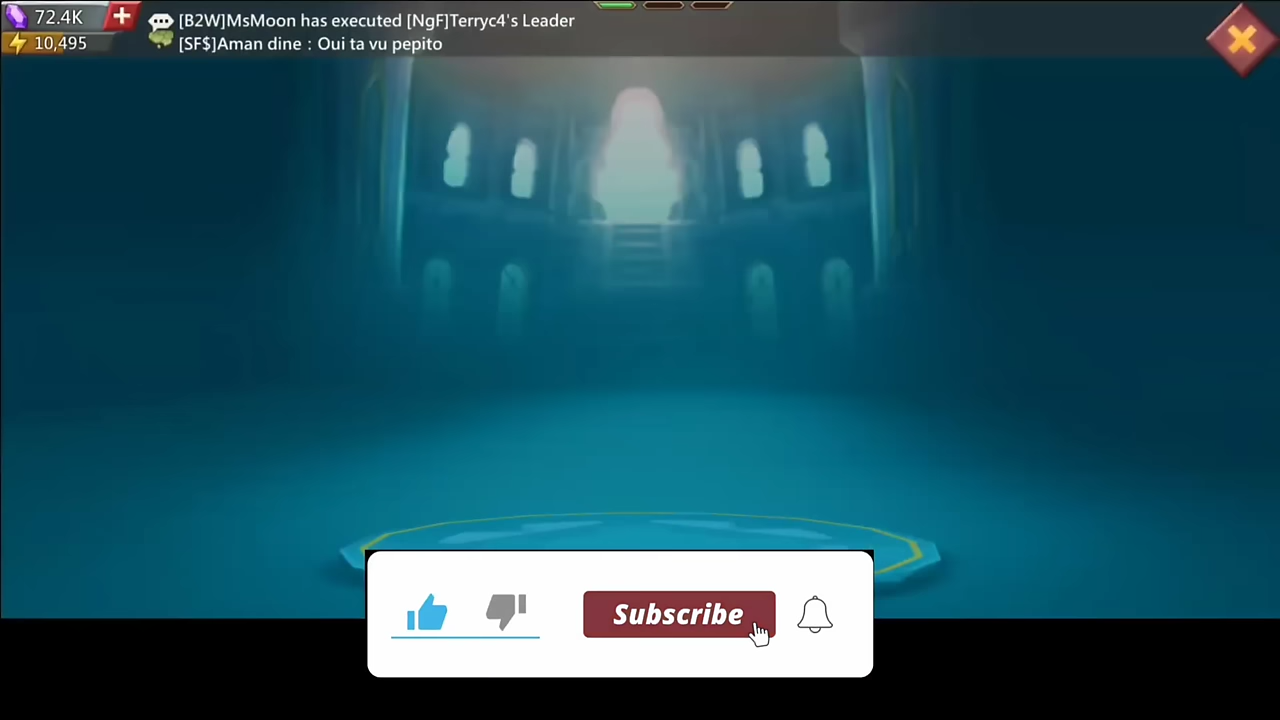 72.4K
[B2W]MsMoon has executed [NgF]Terryc4's Leader
10,495
[SF$]Aman dine : Oui ta vu pepito
Subscribe